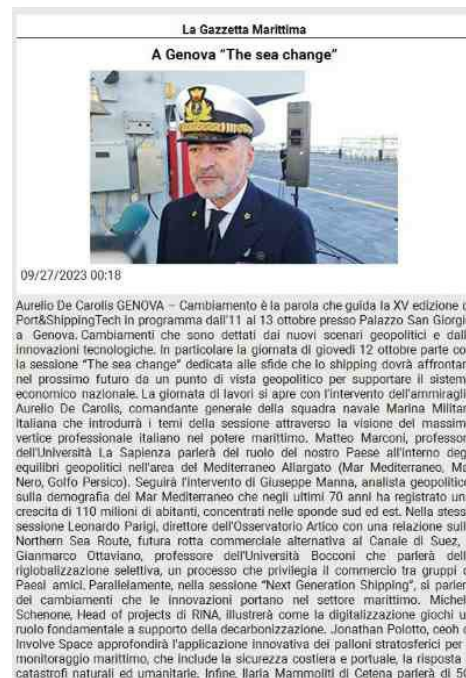 La Gazzetta Marittima
A Genova "The sea change"
09/27/2023 00:18
Aurelio De Carolis GENOVA – Cambiamento è la parola che guida la XV edizione d
Port&ShippingTech in programma dall'11 al 13 ottobre presso Palazzo San Giorgi
a Genova. Cambiamenti che sono dettati dai nuovi scenari geopolitici e dall
innovazioni tecnologiche. In particolare la giornata di giovedì 12 ottobre parte co
la sessione "The sea change" dedicata alle sfide che lo shipping dovrà affrontar
nel prossimo futuro da un punto di vista geopolitico per supportare il sistem
economico nazionale. La giornata di lavori si apre con l'intervento dell'ammiragli
Aurelio De Carolis, comandante generale della squadra navale Marina Militar
Italiana che introdurrà i temi della sessione attraverso la visione del massim
vertice professionale italiano nel potere marittimo. Matteo Marconi, professor
dell'Università La Sapienza parlerà del ruolo del nostro Paese all'interno deg
equilibri geopolitici nell'area del Mediterraneo Allargato (Mar Mediterraneo, Ma
Nero, Golfo Persico). Seguirà l'intervento di Giuseppe Manna, analista geopolitic
sulla demografia del Mar Mediterraneo che negli ultimi 70 anni ha registrato un
crescita di 110 milioni di abitanti, concentrati nelle sponde sud ed est. Nella stess
sessione Leonardo Parigi, direttore dell'Osservatorio Artico con una relazione sull
Northern Sea Route, futura rotta commerciale alternativa al Canale di Suez,
Gianmarco Ottaviano, professore dell'Università Bocconi che parlerà dell
riglobalizzazione selettiva, un processo che privilegia il commercio tra gruppi d
Paesi amici. Parallelamente, nella sessione "Next Generation Shipping", si parler
dei cambiamenti che le innovazioni portano nel settore marittimo. Michel
Schenone, Head of projects di RINA, illustrerà come la digitalizzazione giochi u
ruolo fondamentale a supporto della decarbonizzazione. Jonathan Polotto, ceoh d
Involve Space approfondirà l'applicazione innovativa dei palloni stratosferici per
monitoraggio marittimo, che include la sicurezza costiera e portuale, la risposta
catastrofi naturali ed umanitarie. Infine, Ilaria Mammoliti di Cetena parlerà di 5